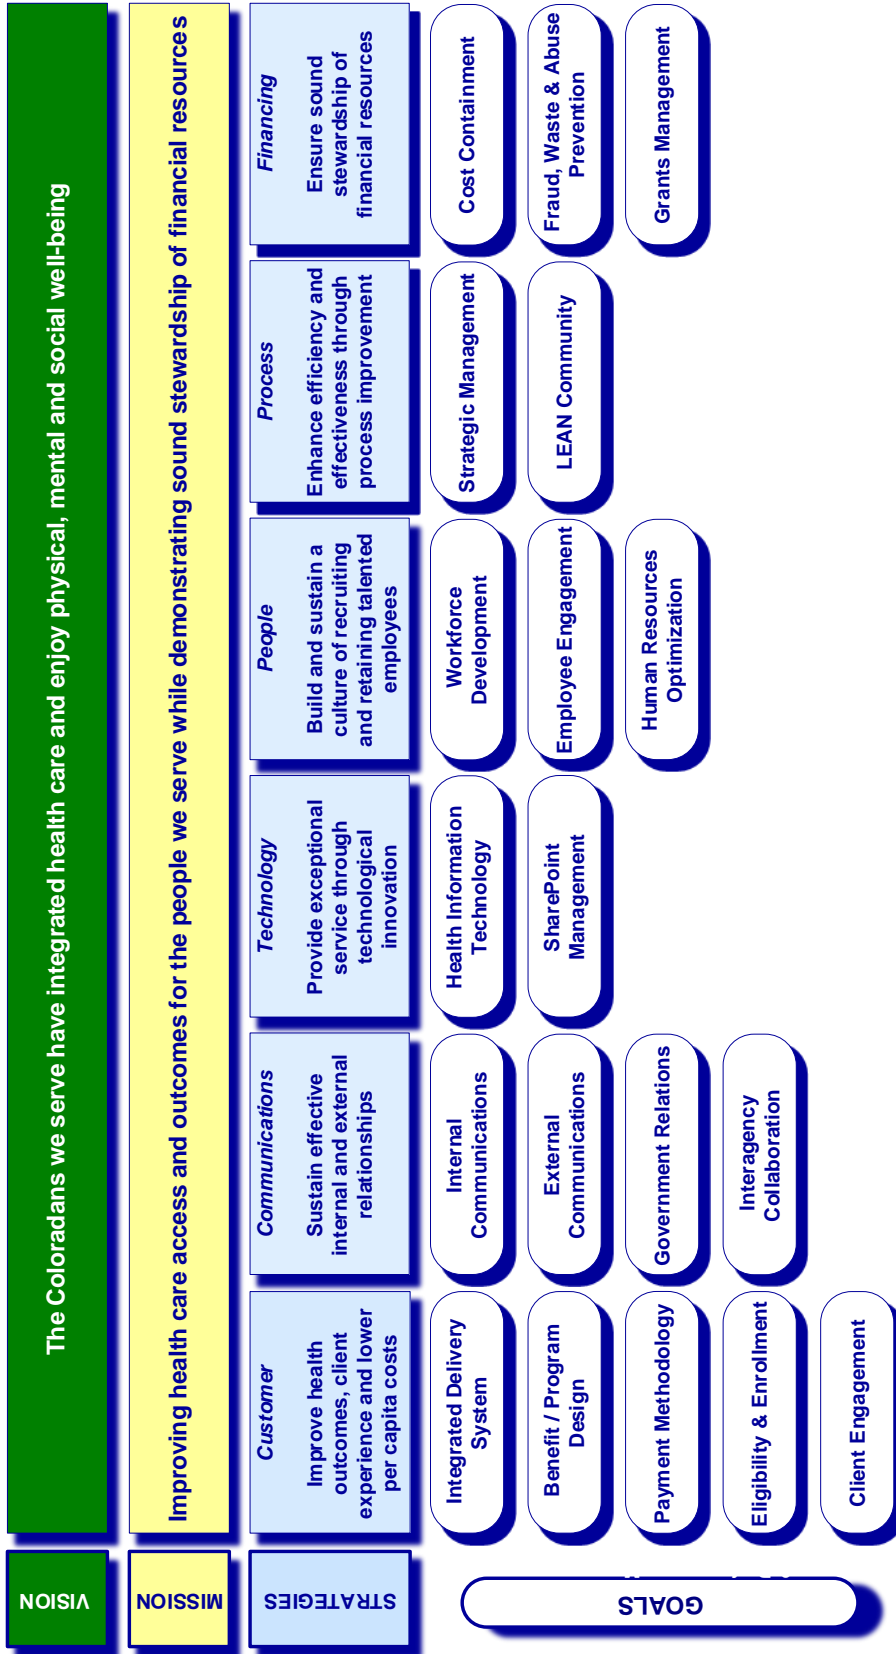 VISION
The Coloradans we serve have integrated health care and enjoy physical, mental and social well-being
MISSION
Improving health care access and outcomes for the people we serve while demonstrating sound stewardship of financial resources
STRATEGIES
Customer
Improve health
outcomes, client
experience and lower
per capita costs
Communications
Sustain effective
internal and external
relationships
Technology
Provide exceptional
service through
technological
innovation
People
Build and sustain a
culture of recruiting
and retaining talented
employees
Process
Enhance efficiency and
effectiveness through
process improvement
Financing
Ensure sound
stewardship of
financial resources
GOALS
Integrated Delivery
System
Benefit / Program
Design
Payment Methodology
Eligibility & Enrollment
Client Engagement
Internal
Communications
External
Communications
Government Relations
Interagency
Collaboration
Health Information
Technology
SharePoint
Management
Workforce
Development
Employee Engagement
Human Resources
Optimization
Strategic Management
LEAN Community
Cost Containment
Fraud, Waste & Abuse
Prevention
Grants Management